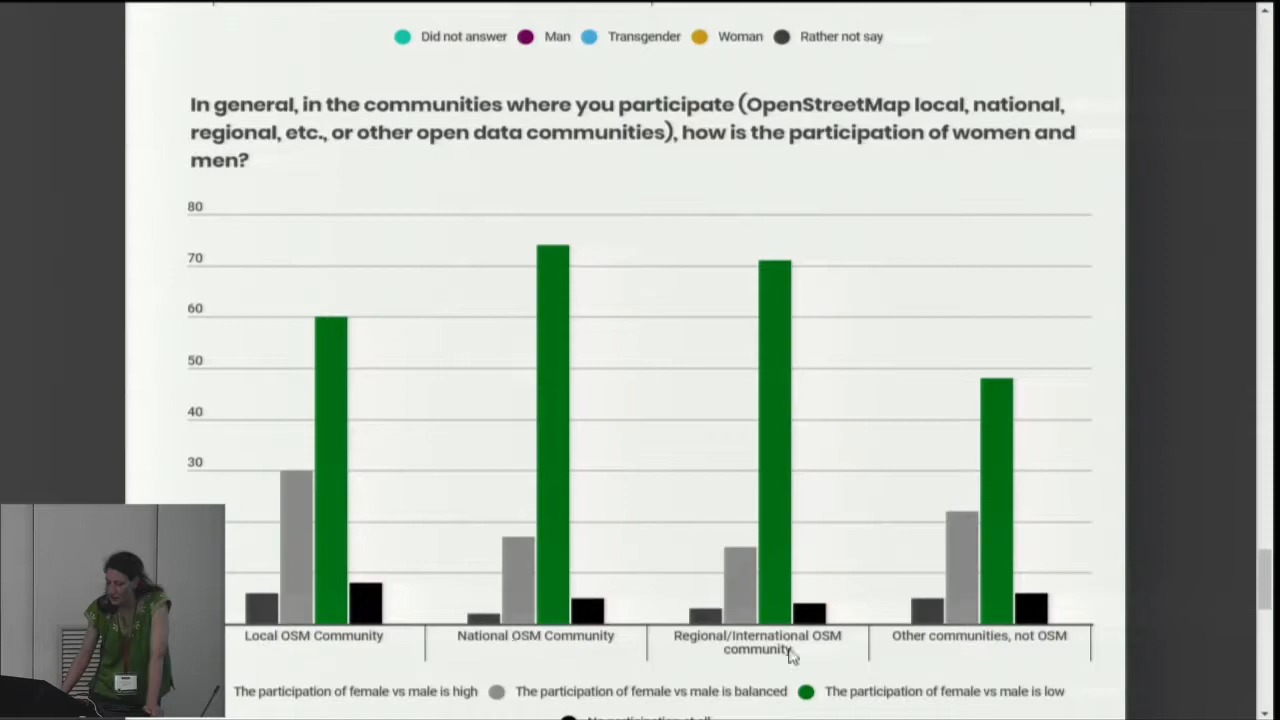 Did not answer Man Transgender Woman Rather not say
In general, in the communities where you participate (OpenStreetMap local, national,
regional, etc., or other open data communities), how is the participation of women and
men?
80
70
60
50
40
30
Local OSM Community National OSM Community Regional/International OSM community Other communities, not OSM
The participation of female vs male is high The participation of female vs male is balanced The participation of female vs male is low